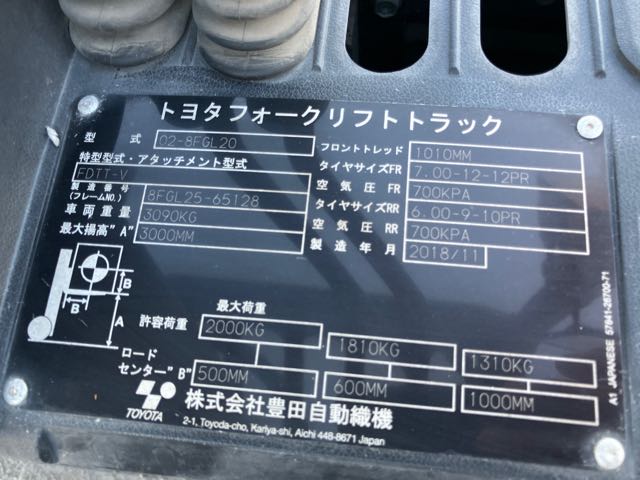 トヨタフォークリフトトラック
型式 02-8FGL20
特型型式・アタッチメント型式
FDTT-V
製造番号
(フレームNO.) 8FGL25-65128
車両重量 3090KG
最大揚高"A" 3000MM
フロントトレッド 1010MM
タイヤサイズFR 7.00-12-12PR
空気圧FR 700KPA
タイヤサイズRR 6.00-9-10PR
空気圧RR 700KPA
製造年月 2018/11
B
B
A
最大荷重
許容荷重 2000KG 1810KG 1310KG
ロード
センター"B" 500MM 600MM 1000MM
TOYOTA
株式会社豊田自動織機
2-1, Toyoda-cho, Kariya-shi, Aichi 448-8671 Japan
A1 JAPANESE 57841-26700-71